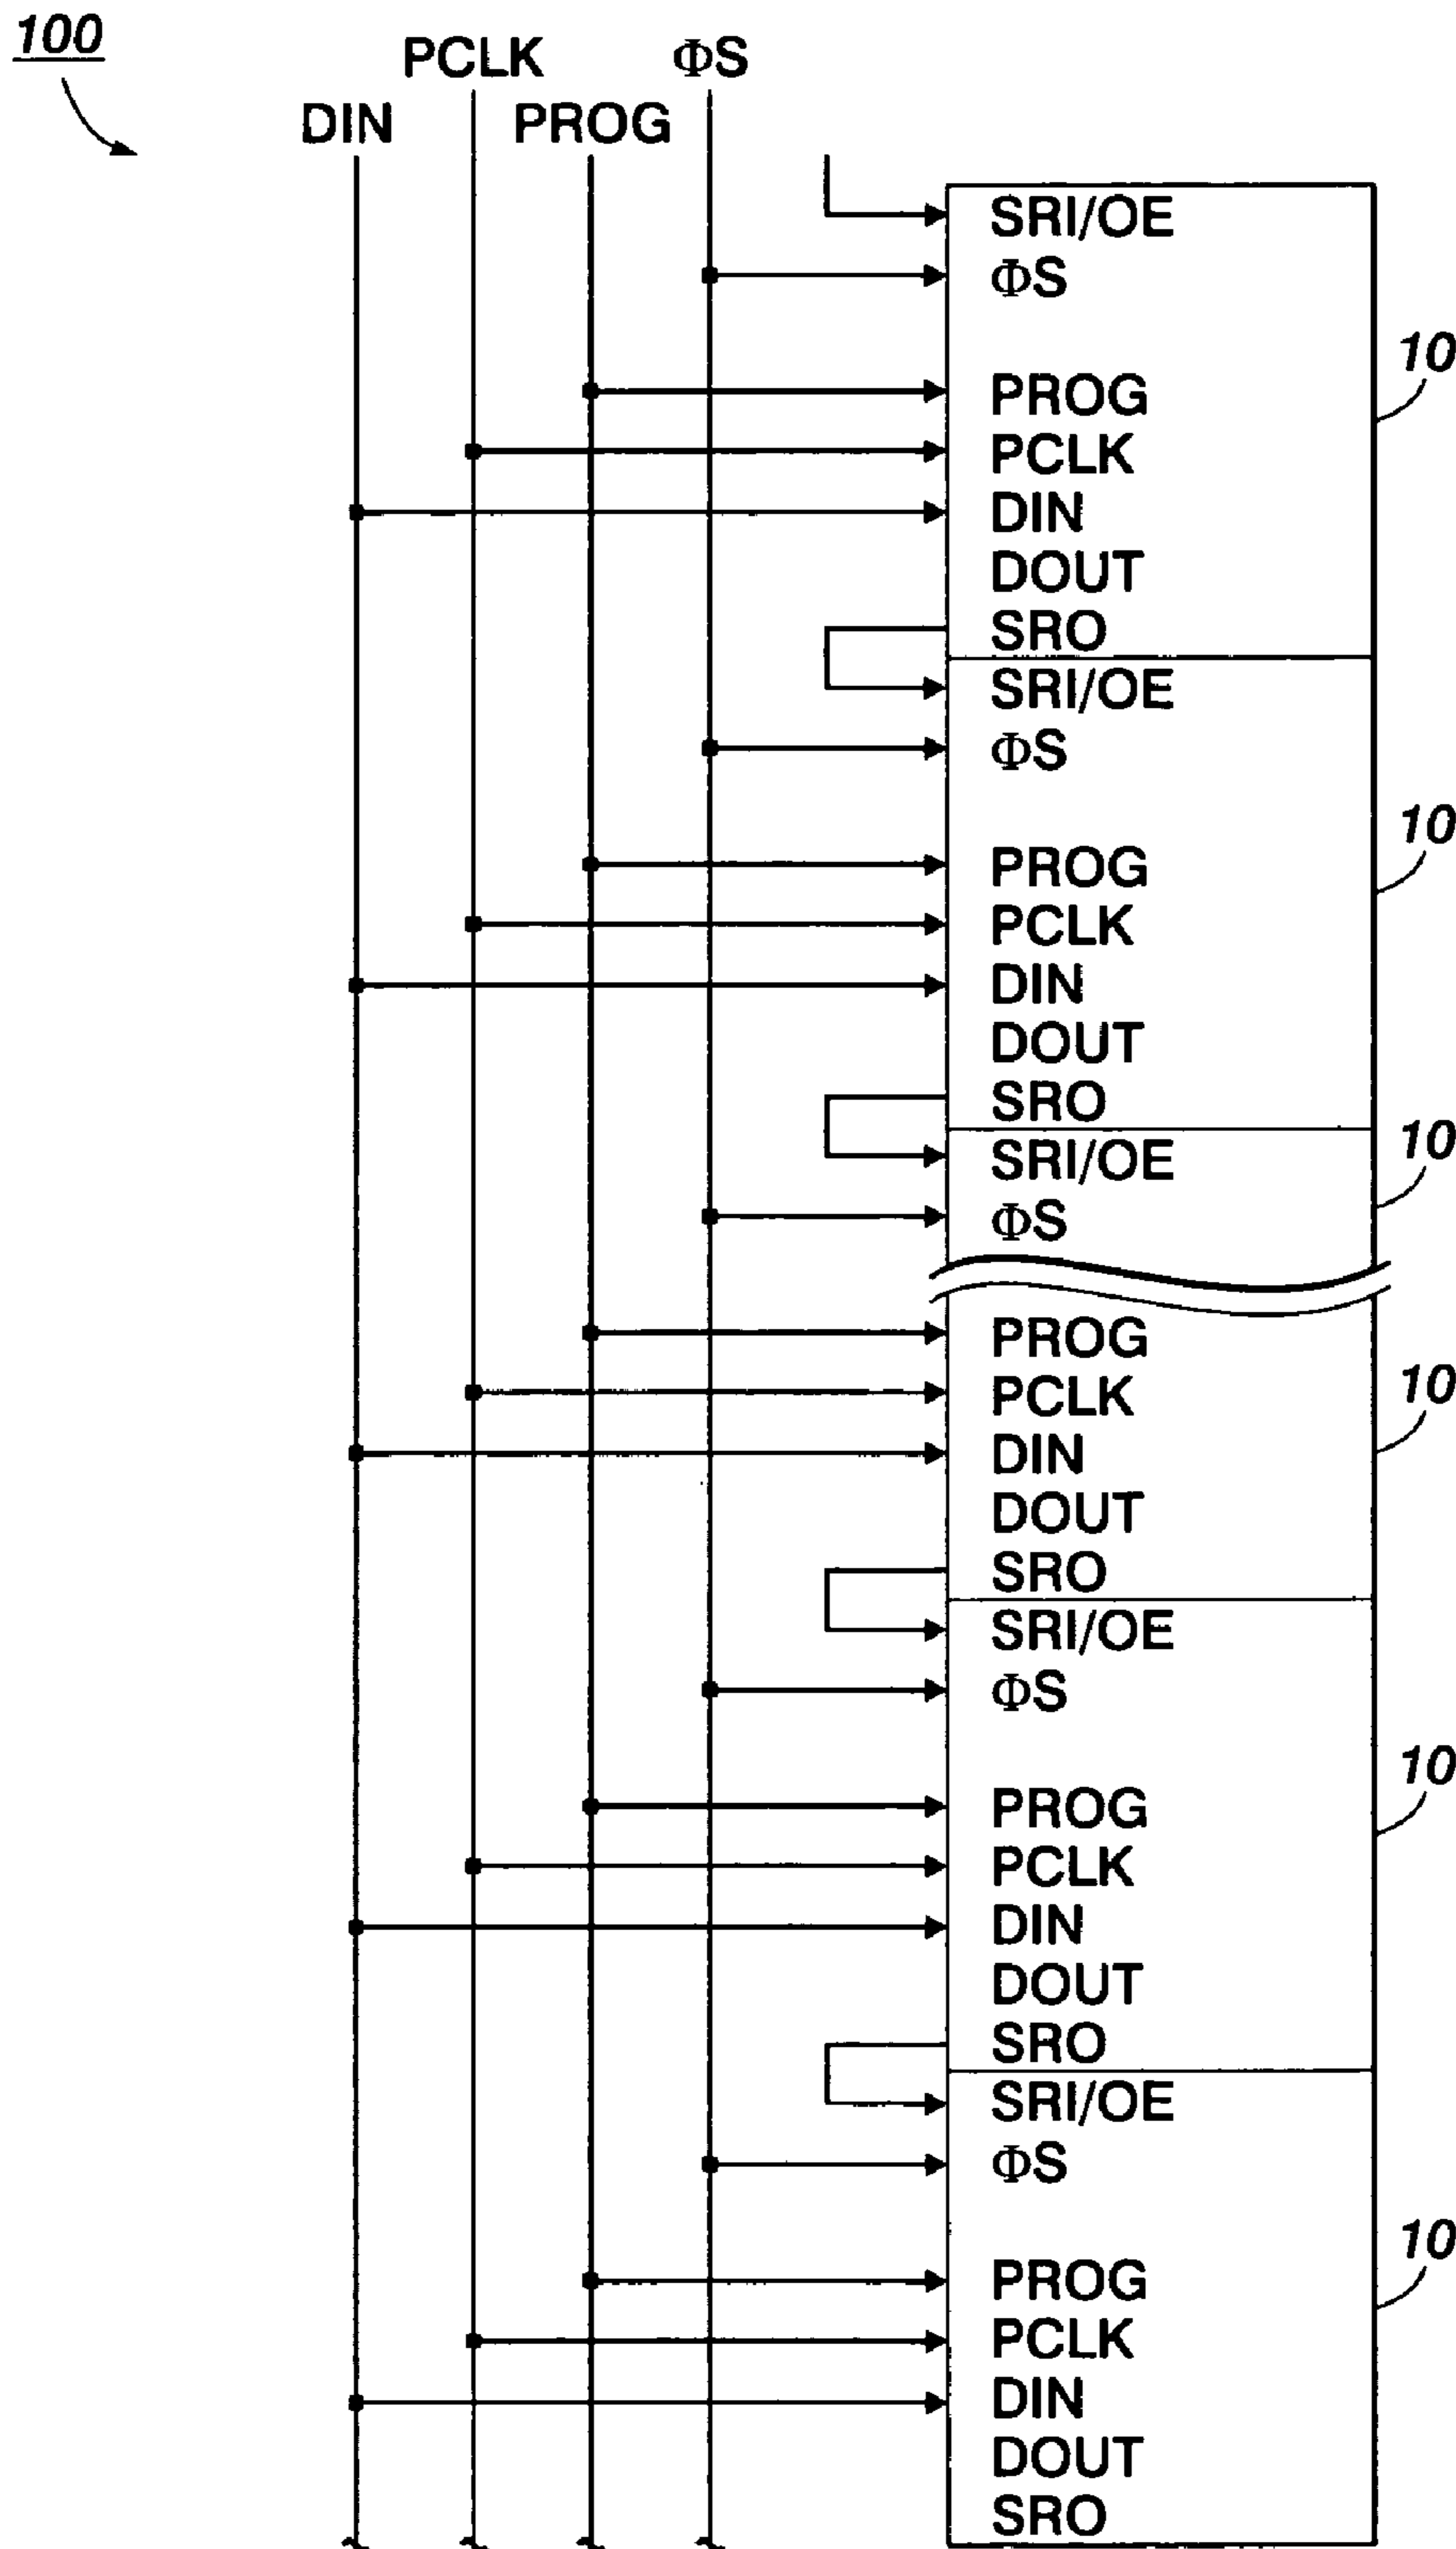 100
PCLK ΦS
DIN PROG
SRI/OE
ΦS
10
PROG
PCLK
DIN
DOUT
SRO
SRI/OE
ΦS
10
PROG
PCLK
DIN
DOUT
SRO
10
SRI/OE
ΦS
PROG
10
PCLK
DIN
DOUT
SRO
SRI/OE
ΦS
10
PROG
PCLK
DIN
DOUT
SRO
SRI/OE
ΦS
10
PROG
PCLK
DIN
DOUT
SRO